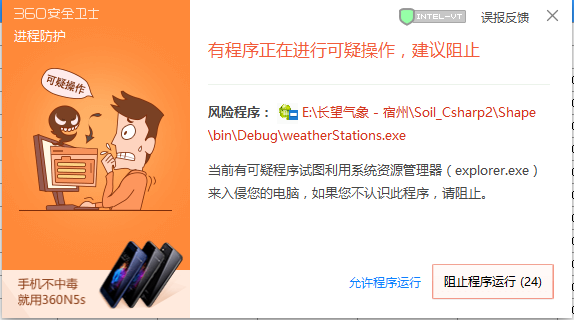 360安全卫士
INTEL-VT
误报反馈
进程防护
有程序正在进行可疑操作，建议阻止
可疑操作
风险程序： E:\长望气象 - 宿州\Soil_Csharp2\Shape
\bin\Debug\weatherStations.exe
当前有可疑程序试图利用系统资源管理器（explorer.exe）
来入侵您的电脑，如果您不认识此程序，请阻止。
手机不中毒
就用360N5s
允许程序运行
阻止程序运行 (24)